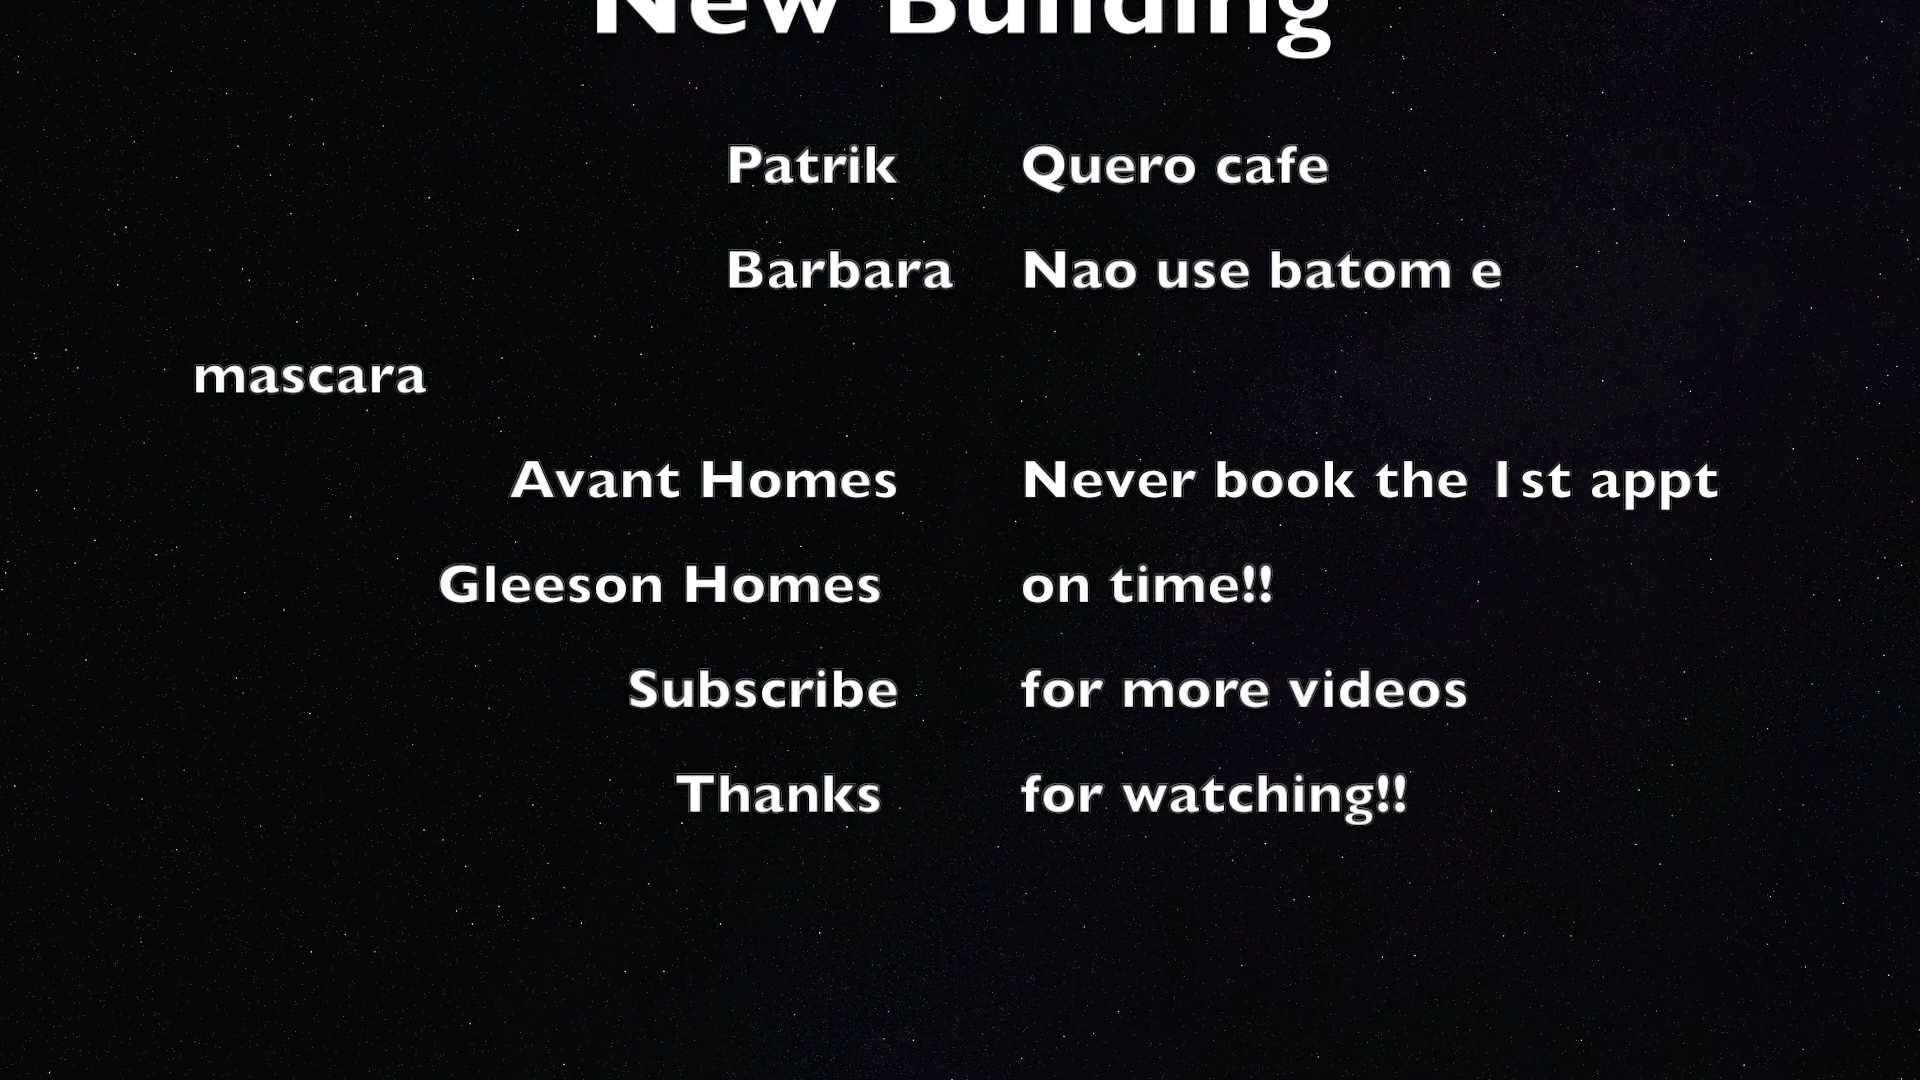 New Building
Patrik Quero cafe
Barbara Nao use batom e
mascara
Avant Homes Never book the 1st appt
Gleeson Homes on time!!
Subscribe for more videos
Thanks for watching!!